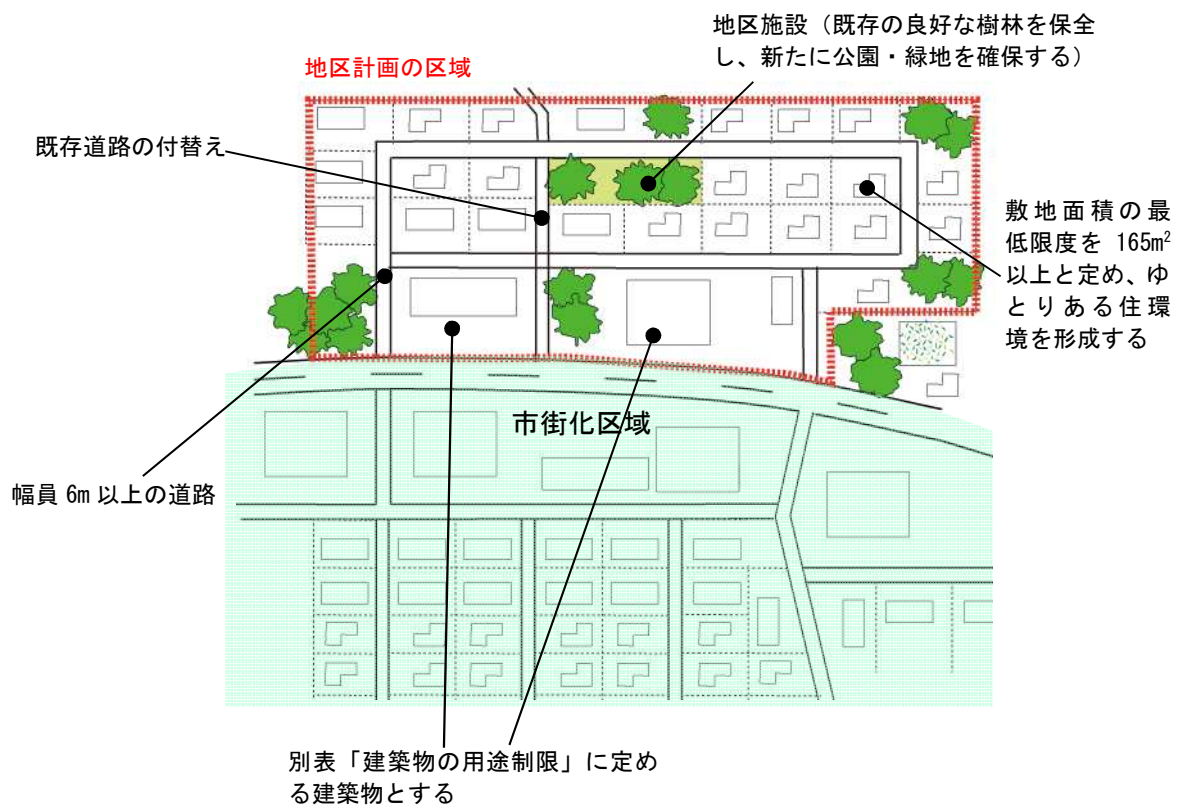 地区施設（既存の良好な樹林を保全
し、新たに公園・緑地を確保する）
地区計画の区域
既存道路の付替え
敷地面積の最
低限度を 165m²
以上と定め、ゆ
とりある住環
境を形成する
市街化区域
幅員 6m 以上の道路
別表「建築物の用途制限」に定め
る建築物とする